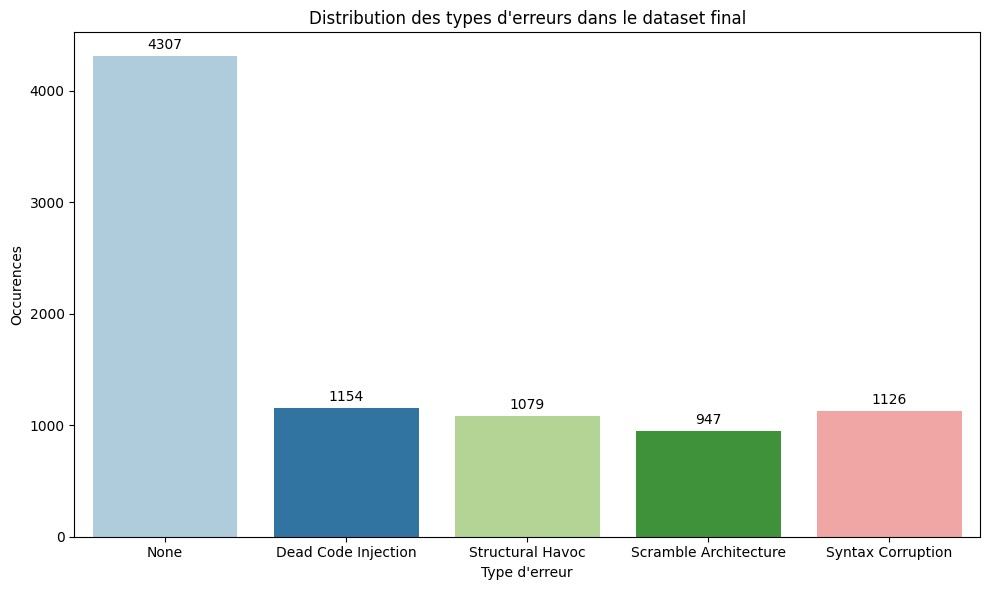 Distribution des types d'erreurs dans le dataset final
4307
1154
1079
947
1126
4000
3000
2000
1000
0
Occurences
None
Dead Code Injection
Structural Havoc
Scramble Architecture
Syntax Corruption
Type d'erreur